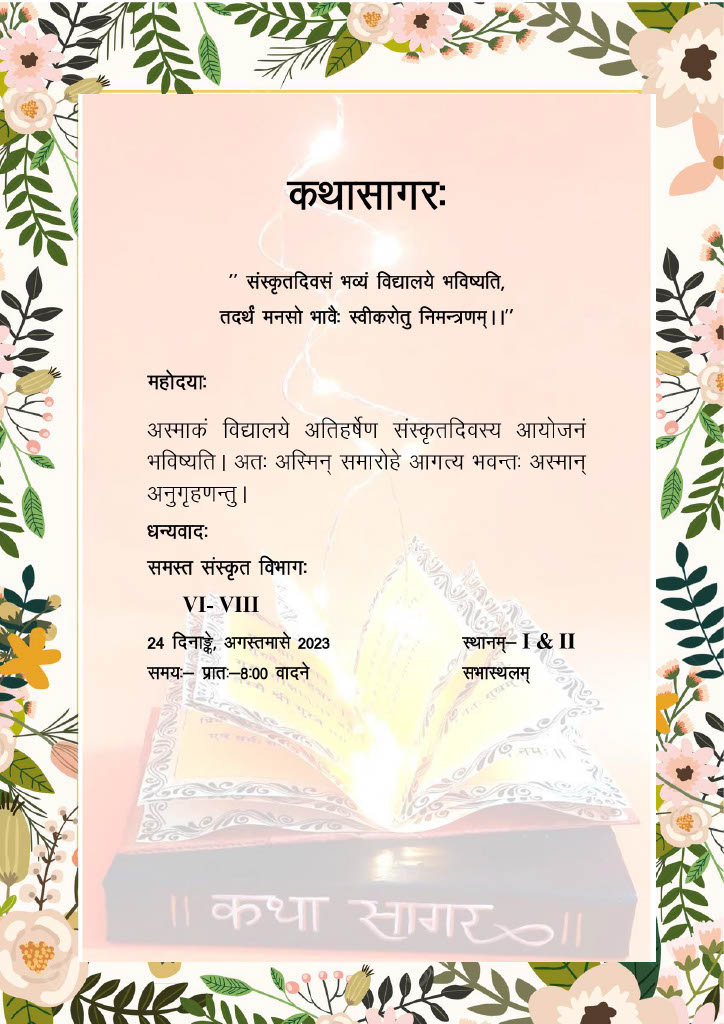 कथासागरः
” संस्कृतदिवसं भव्यं विद्यालये भविष्यति,
तदर्थं मनसो भावैः स्वीकरोतु निमन्त्रणम्।।”
महोदयाः
अस्माकं विद्यालये अतिहर्षेण संस्कृतदिवस्य आयोजनं
भविष्यति। अतः अस्मिन् समारोहे आगत्य भवन्तः अस्मान्
अनुगृहणन्तु।
धन्यवादः
समस्त संस्कृत विभागः
VI- VIII
24 दिनाङ्के, अगस्तमासे 2023 स्थानम्– I & II
समयः– प्रातः–8:00 वादने सभास्थलम्
नमः॥
॥ कथा सागर ॥